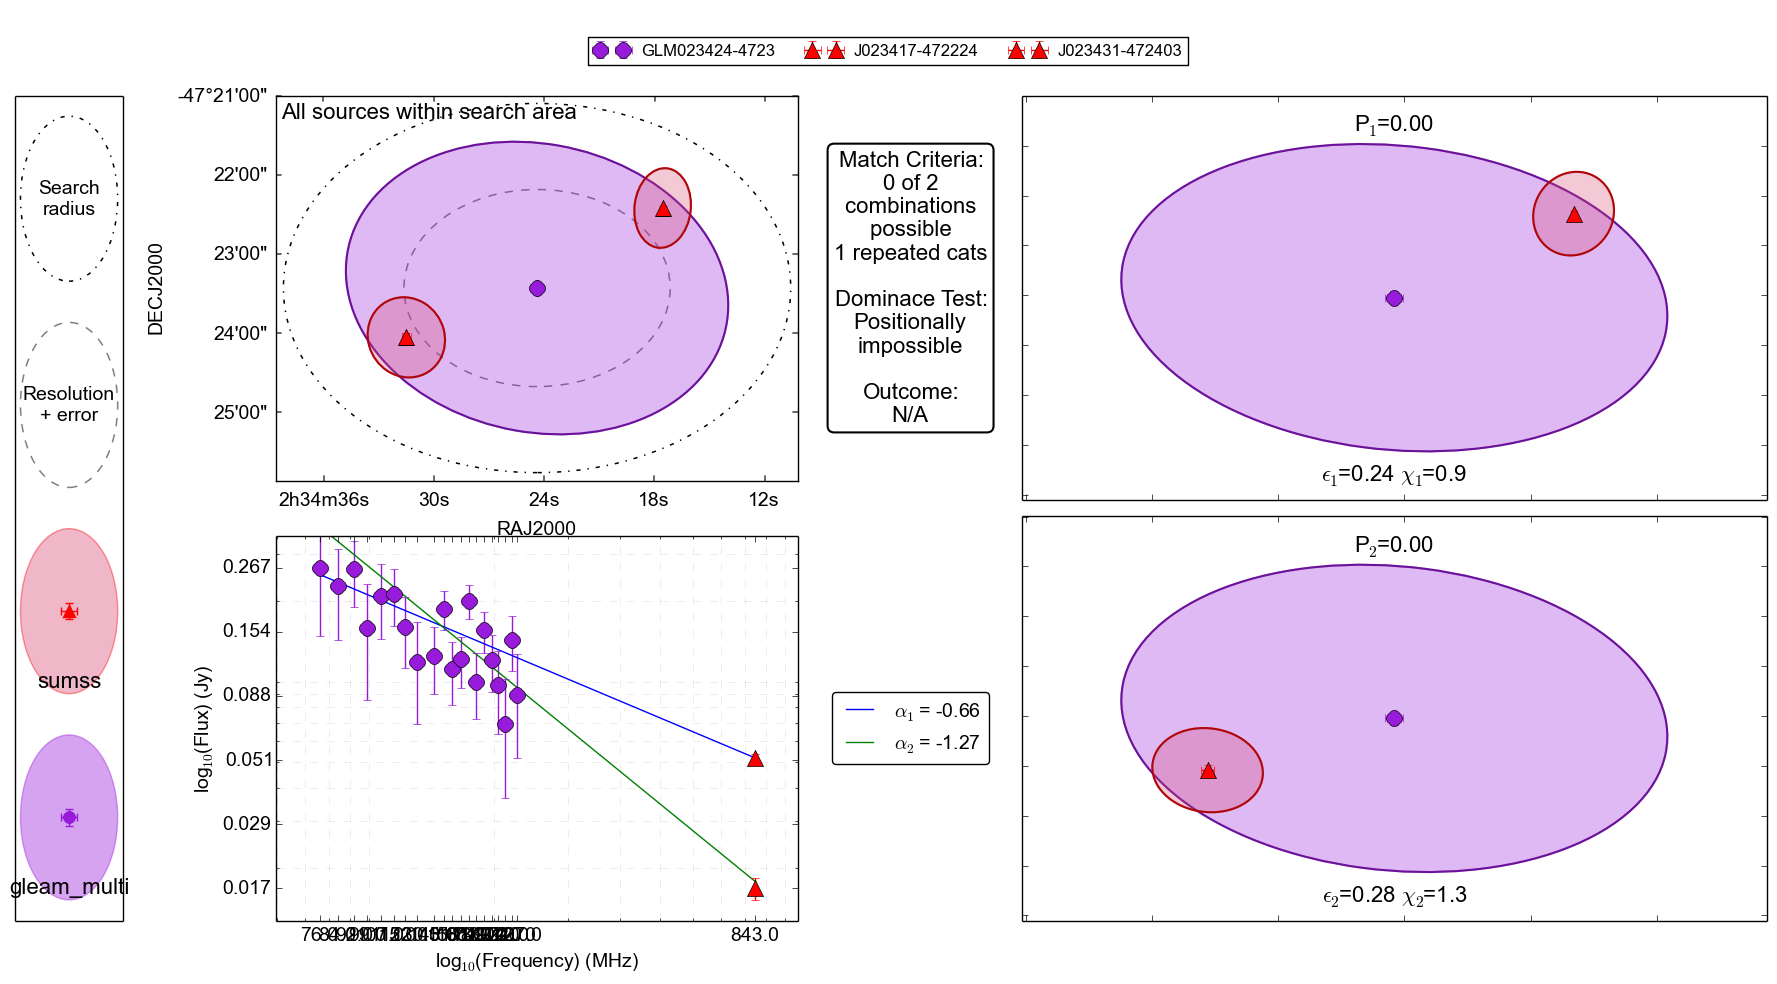 GLM023424-4723
J023417-472224
J023431-472403
Search
radius
Resolution
+ error
sumss
gleam_multi
All sources within search area
-47°21'00"
22'00"
23'00"
24'00"
25'00"
DECJ2000
2h34m36s
30s
24s
18s
12s
RAJ2000
Match Criteria:
0 of 2
combinations
possible
1 repeated cats
Dominace Test:
Positionally
impossible
Outcome:
N/A
P₁=0.00
ϵ₁=0.24 χ₁=0.9
P₂=0.00
ϵ₂=0.28 χ₂=1.3
0.267
0.154
0.088
0.051
0.029
0.017
log₁₀(Flux) (Jy)
843.0
log₁₀(Frequency) (MHz)
α₁ = -0.66
α₂ = -1.27